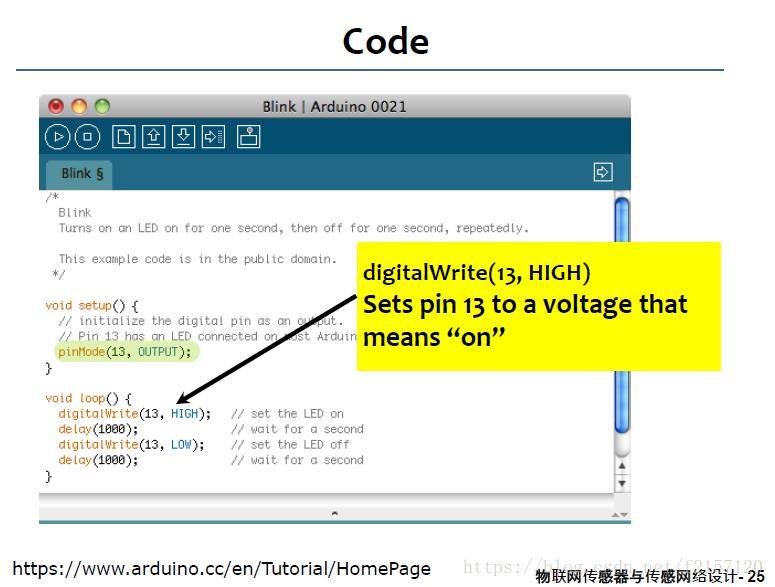 Code
Blink | Arduino 0021
Blink §
/*
Blink
Turns on an LED on for one second, then off for one second, repeatedly.
This example code is in the public domain.
*/
void setup() {
// initialize the digital pin as an output.
// Pin 13 has an LED connected on most Arduin
pinMode(13, OUTPUT);
}
void loop() {
digitalWrite(13, HIGH);   // set the LED on
delay(1000);              // wait for a second
digitalWrite(13, LOW);    // set the LED off
delay(1000);              // wait for a second
}
digitalWrite(13, HIGH)
Sets pin 13 to a voltage that
means “on”
https://www.arduino.cc/en/Tutorial/HomePage
https://blog.csdn.net/f2157120
物联网传感器与传感网络设计- 25